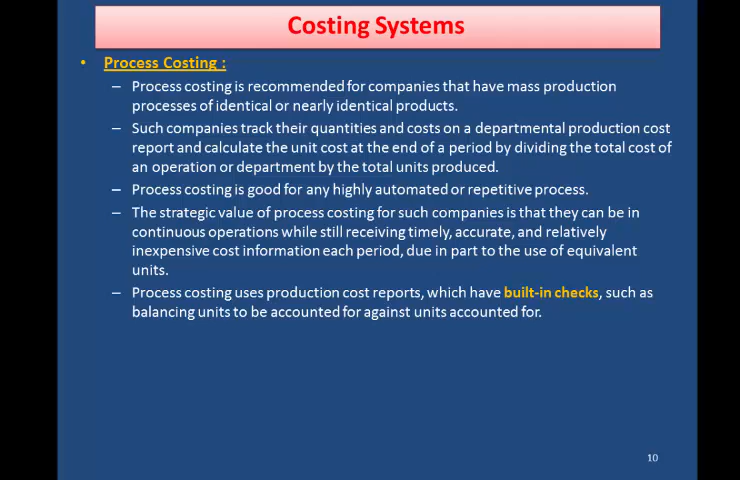 Costing Systems
• Process Costing :
– Process costing is recommended for companies that have mass production
processes of identical or nearly identical products.
– Such companies track their quantities and costs on a departmental production cost
report and calculate the unit cost at the end of a period by dividing the total cost of
an operation or department by the total units produced.
– Process costing is good for any highly automated or repetitive process.
– The strategic value of process costing for such companies is that they can be in
continuous operations while still receiving timely, accurate, and relatively
inexpensive cost information each period, due in part to the use of equivalent
units.
– Process costing uses production cost reports, which have built-in checks, such as
balancing units to be accounted for against units accounted for.
10